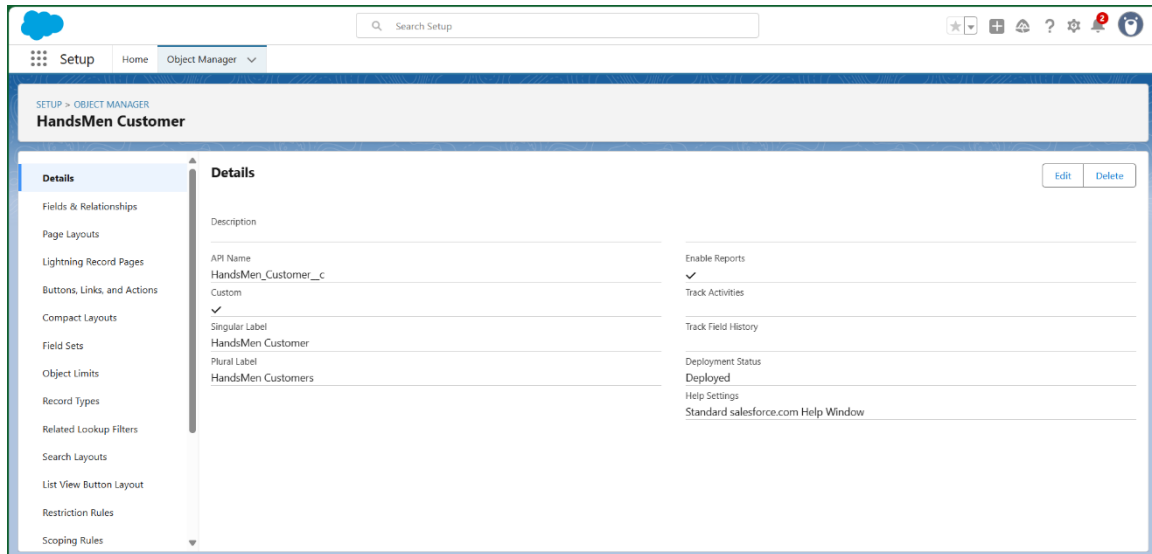 Search Setup
2
Setup
Home
Object Manager
SETUP > OBJECT MANAGER
HandsMen Customer
Details
Fields & Relationships
Page Layouts
Lightning Record Pages
Buttons, Links, and Actions
Compact Layouts
Field Sets
Object Limits
Record Types
Related Lookup Filters
Search Layouts
List View Button Layout
Restriction Rules
Scoping Rules
Details
Edit
Delete
Description
API Name
HandsMen_Customer__c
Custom
Singular Label
HandsMen Customer
Plural Label
HandsMen Customers
Enable Reports
Track Activities
Track Field History
Deployment Status
Deployed
Help Settings
Standard salesforce.com Help Window